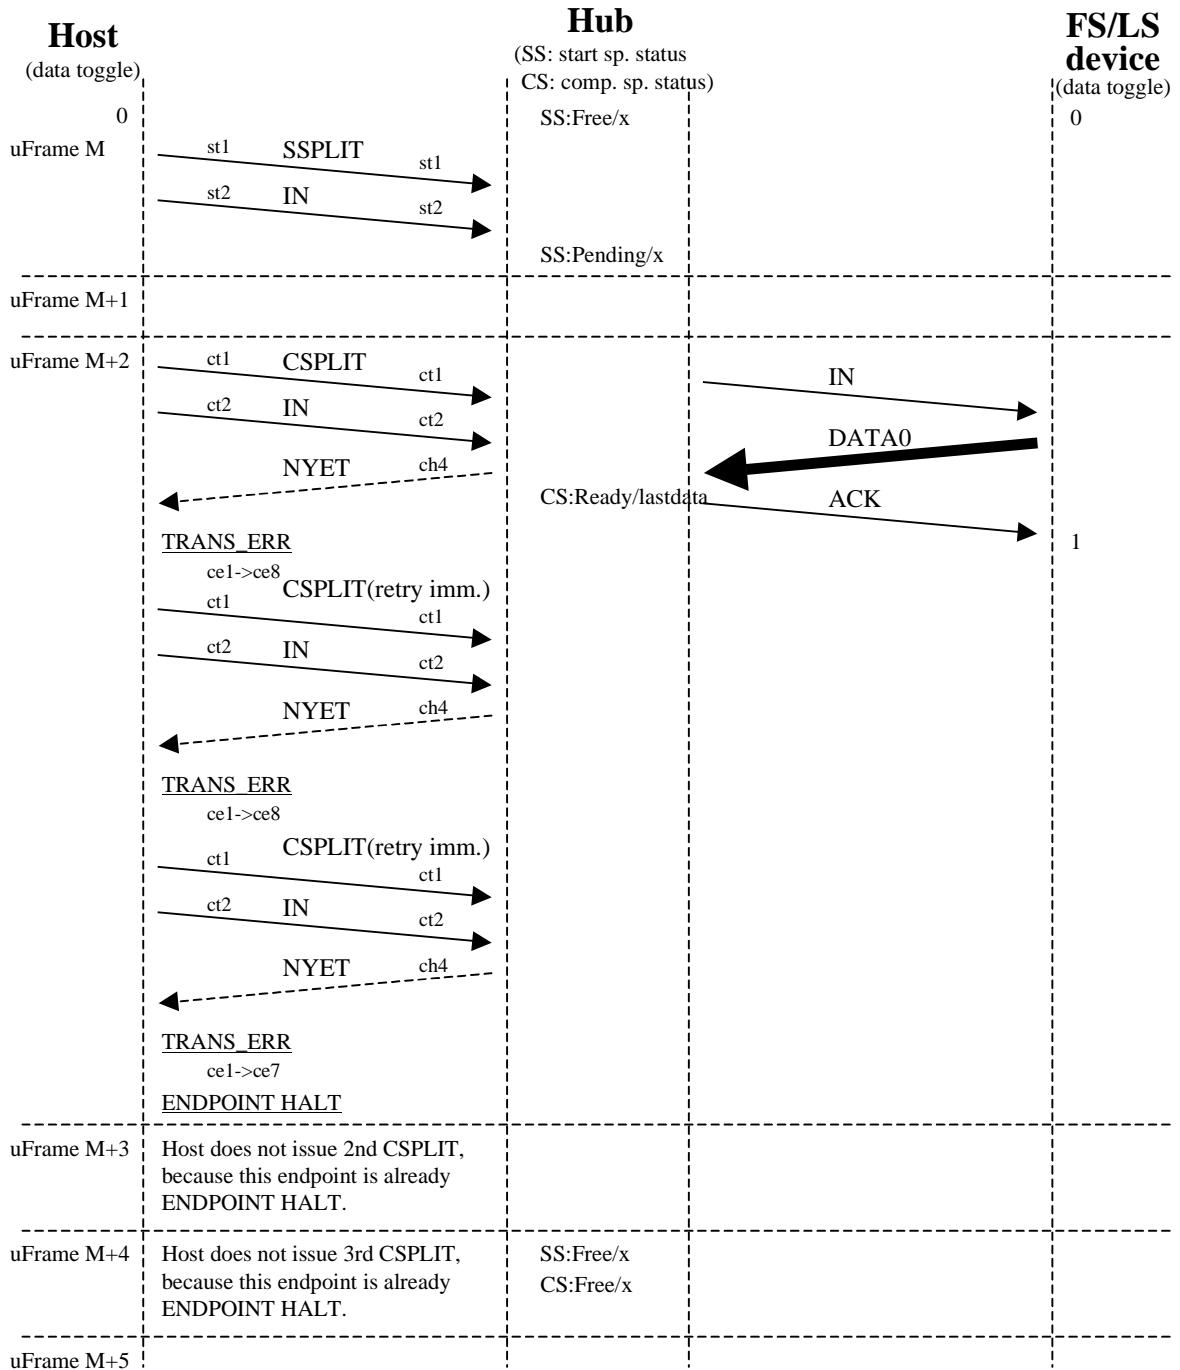 Host
(data toggle)
Hub
(SS: start sp. status
CS: comp. sp. status)
FS/LS
device
(data toggle)
0
SS:Free/x
0
uFrame M
st1
SSPLIT
st1
st2
IN
st2
SS:Pending/x
uFrame M+1
uFrame M+2
ct1
CSPLIT
ct1
IN
ct2
IN
ct2
DATA0
NYET
ch4
CS:Ready/lastdata
ACK
TRANS_ERR
1
ce1->ce8
CSPLIT(retry imm.)
ct1
ct1
ct2
IN
ct2
NYET
ch4
TRANS_ERR
ce1->ce8
CSPLIT(retry imm.)
ct1
ct1
ct2
IN
ct2
NYET
ch4
TRANS_ERR
ce1->ce7
ENDPOINT HALT
uFrame M+3
Host does not issue 2nd CSPLIT,
because this endpoint is already
ENDPOINT HALT.
uFrame M+4
Host does not issue 3rd CSPLIT,
because this endpoint is already
ENDPOINT HALT.
SS:Free/x
CS:Free/x
uFrame M+5